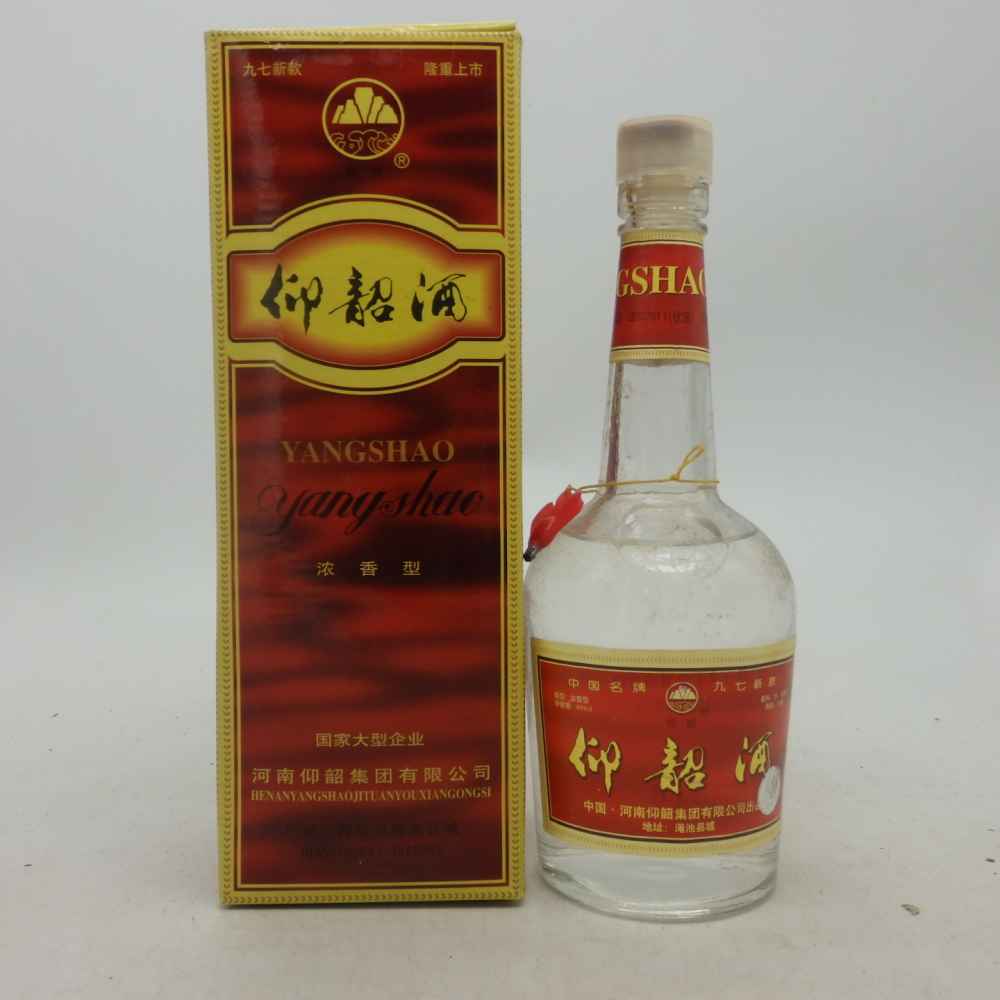 九七新款 隆重上市
®
仰韶酒
YANGSHAO
yangshao
浓香型
国家大型企业
河南仰韶集团有限公司
HENANYANGSHAOJITUANYOUXIANGONGSI
GSHAO
中国名牌 九七新款
仰韶酒
中国·河南仰韶集团有限公司出
地址：渑池县城